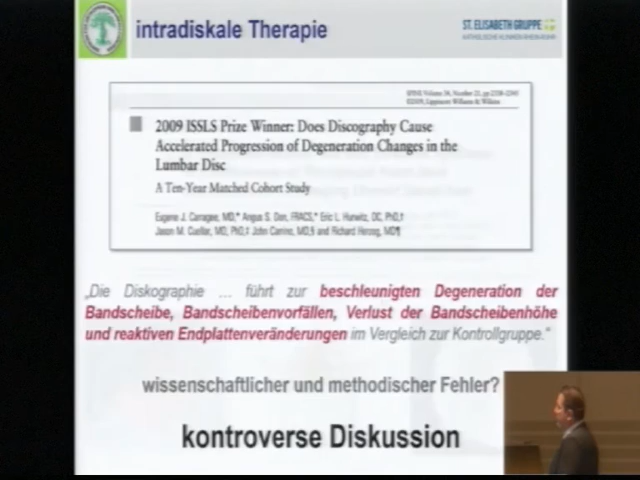 intradiskale Therapie
ST. ELISABETH GRUPPE
KATHOLISCHE KLINIKEN RHEIN-RUHR
SPINE Volume 34, Number 21, pp
©2009, Lippincott Williams & Wilkins
2009 ISSLS Prize Winner: Does Discography Cause
Accelerated Progression of Degeneration Changes in the
Lumbar Disc
A Ten-Year Matched Cohort Study
Eugene J. Carragee, MD,* Angus S. Don, FRACS,* Eric L. Hurwitz, DC, PhD,†
Jason M. Cuellar, MD, PhD,‡ John Carrino, MD,§ and Richard Herzog, MD¶
„Die Diskographie ... führt zur beschleunigten Degeneration der
Bandscheibe, Bandscheibenvorfällen, Verlust der Bandscheibenhöhe
und reaktiven Endplattenveränderungen im Vergleich zur Kontrollgruppe.“
wissenschaftlicher und methodischer Fehler?
kontroverse Diskussion